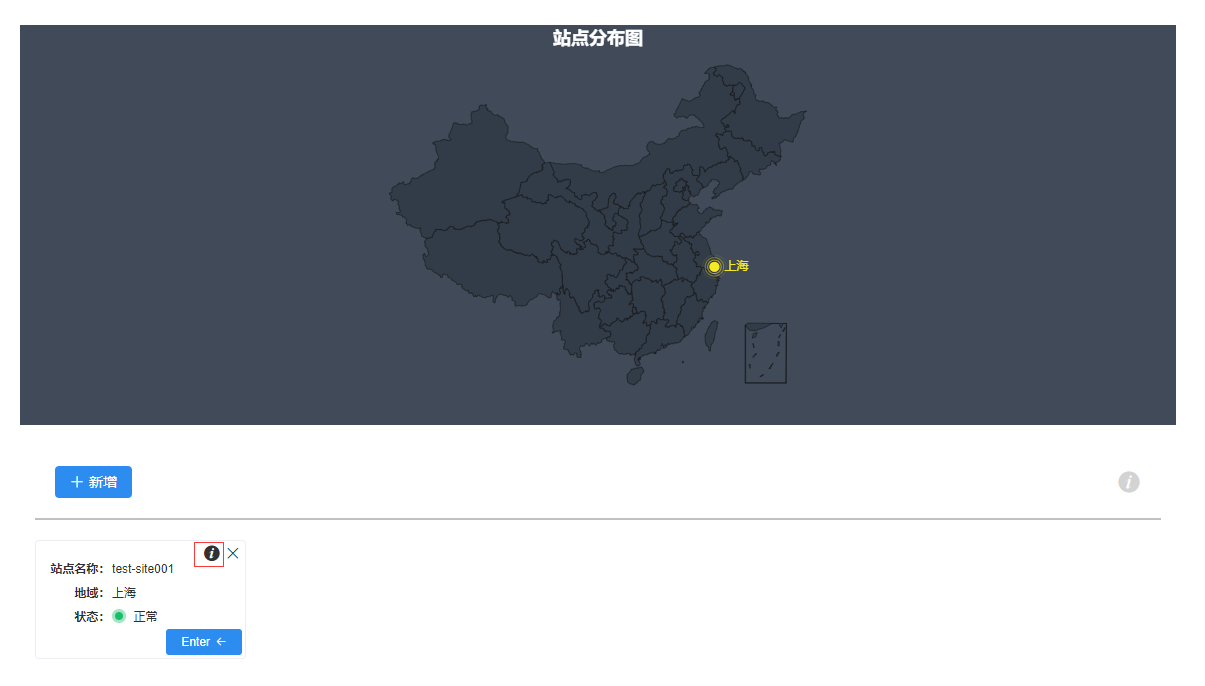 站点分布图
上海
+ 新增
i
i ×
站点名称： test-site001
地域： 上海
状态： 正常
Enter ←